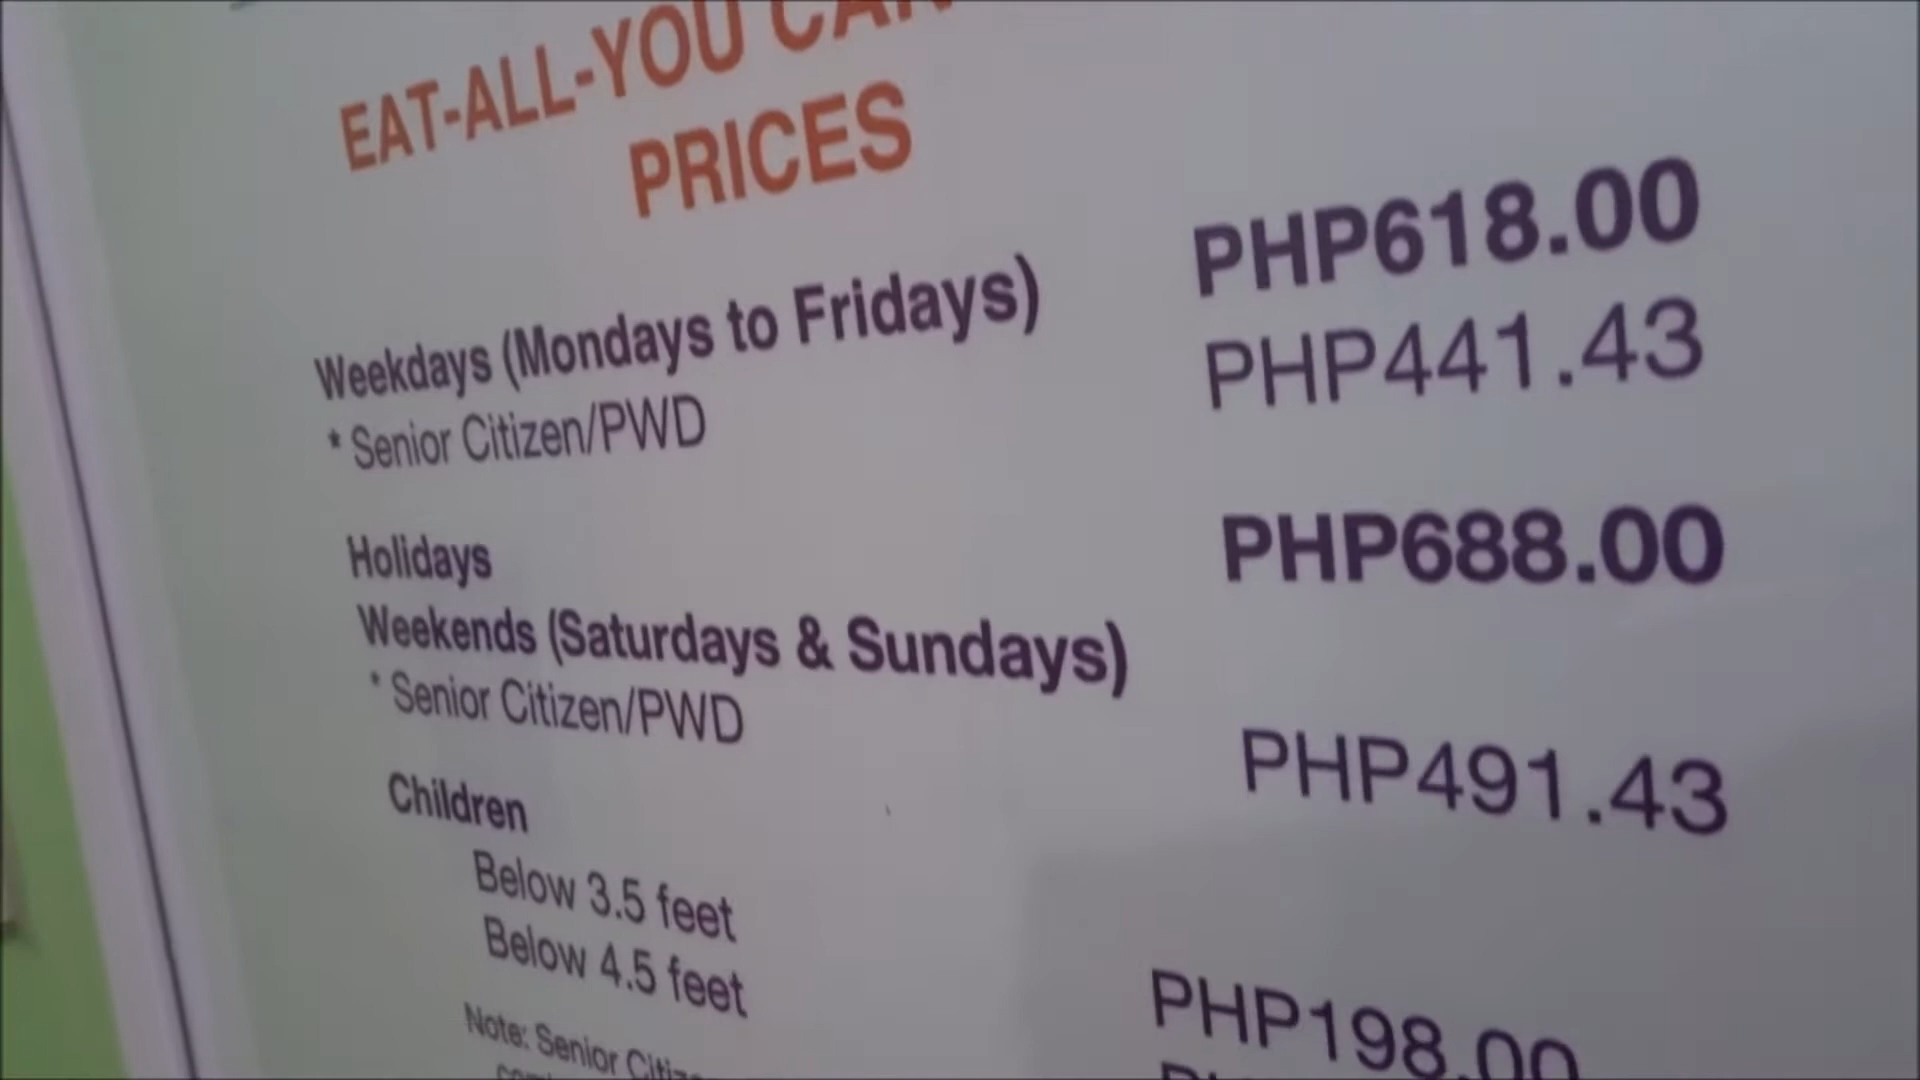 EAT-ALL-YOU CAN
PRICES
Weekdays (Mondays to Fridays) PHP618.00
* Senior Citizen/PWD PHP441.43
Holidays
Weekends (Saturdays & Sundays) PHP688.00
* Senior Citizen/PWD PHP491.43
Children
Below 3.5 feet PHP198.00
Below 4.5 feet
Note: Senior